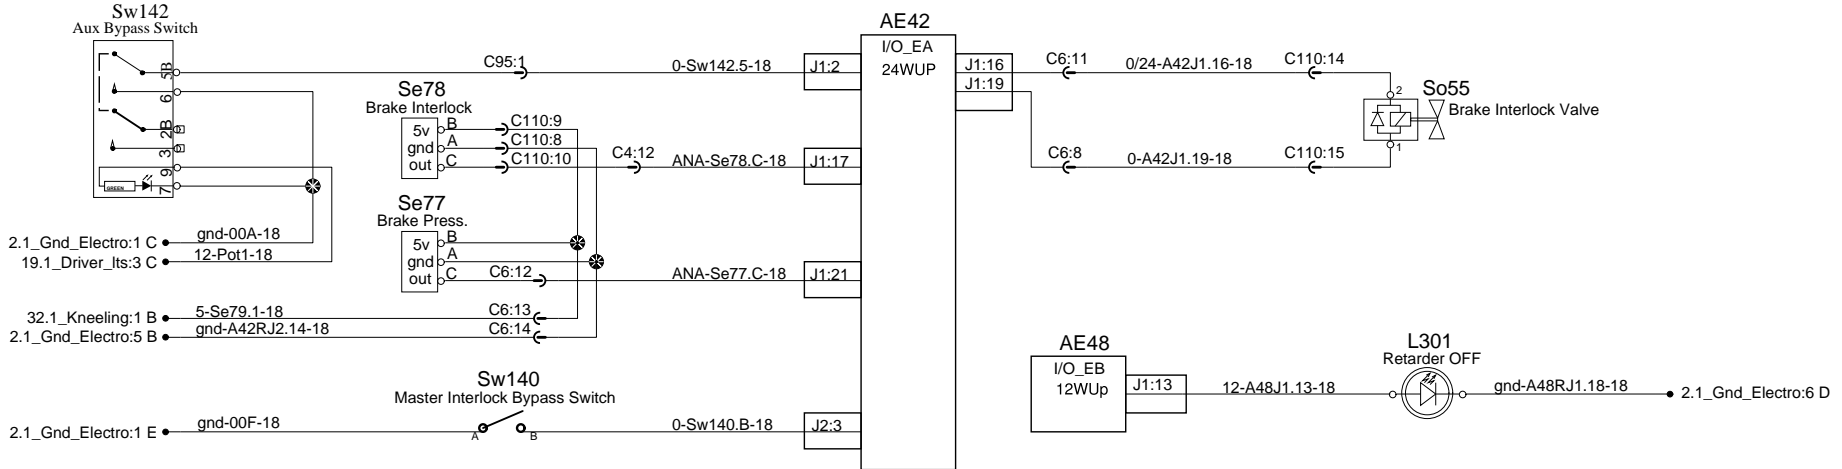 Sw142
Aux Bypass Switch
5B
6
2B
3
9
7
GREEN
C95:1
0-Sw142.5-18
J1:2
AE42
I/O_EA
24WUP
J1:16
J1:19
C6:11
0/24-A42J1.16-18
C110:14
2
So55
Brake Interlock Valve
1
C6:8
0-A42J1.19-18
C110:15
Se78
Brake Interlock
5v
gnd
out
B
A
C
C110:9
C110:8
C110:10
C4:12
ANA-Se78.C-18
J1:17
Se77
Brake Press.
5v
gnd
out
B
A
C
C6:12
ANA-Se77.C-18
J1:21
2.1_Gnd_Electro:1 C
gnd-00A-18
19.1_Driver_Its:3 C
12-Pot1-18
32.1_Kneeling:1 B
5-Se79.1-18
C6:13
2.1_Gnd_Electro:5 B
gnd-A42RJ2.14-18
C6:14
Sw140
Master Interlock Bypass Switch
2.1_Gnd_Electro:1 E
gnd-00F-18
A
B
0-Sw140.B-18
J2:3
AE48
I/O_EB
12WUp
J1:13
12-A48J1.13-18
L301
Retarder OFF
gnd-A48RJ1.18-18
2.1_Gnd_Electro:6 D